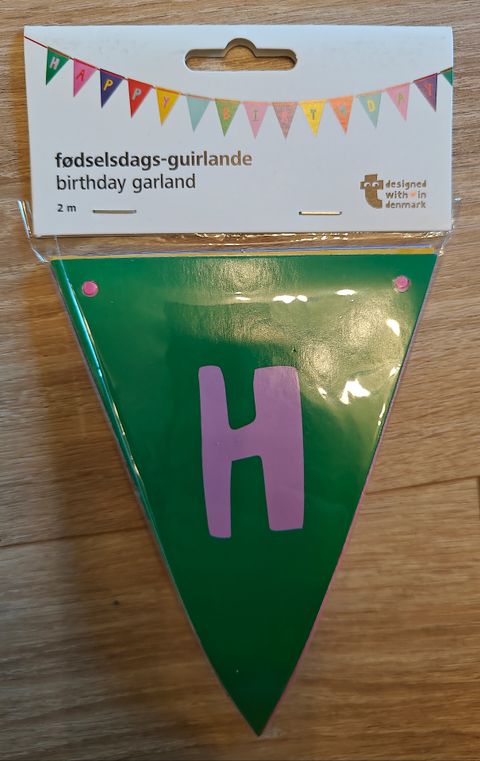 HAPPY BIRTHDAY
fødselsdags-guirlande
birthday garland
2 m
designed
with ♥ in
denmark
H